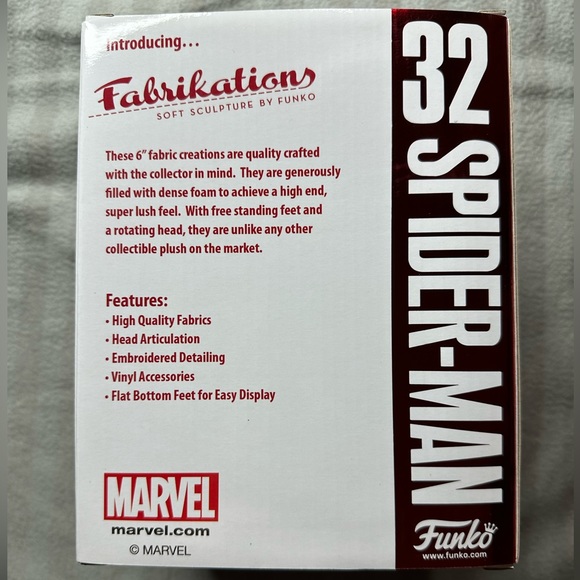 Introducing...
Fabrikations
SOFT SCULPTURE BY FUNKO
These 6" fabric creations are quality crafted
with the collector in mind. They are generously
filled with dense foam to achieve a high end,
super lush feel. With free standing feet and
a rotating head, they are unlike any other
collectible plush on the market.
Features:
• High Quality Fabrics
• Head Articulation
• Embroidered Detailing
• Vinyl Accessories
• Flat Bottom Feet for Easy Display
MARVEL
marvel.com
© MARVEL
32 SPIDER-MAN
Funko
www.funko.com